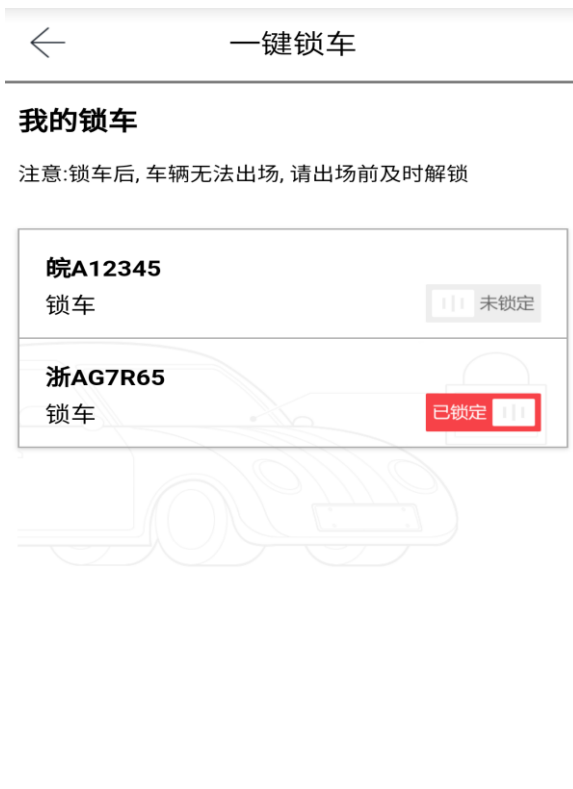 一键锁车
我的锁车
注意:锁车后, 车辆无法出场, 请出场前及时解锁
皖A12345
锁车
未锁定
浙AG7R65
锁车
已锁定